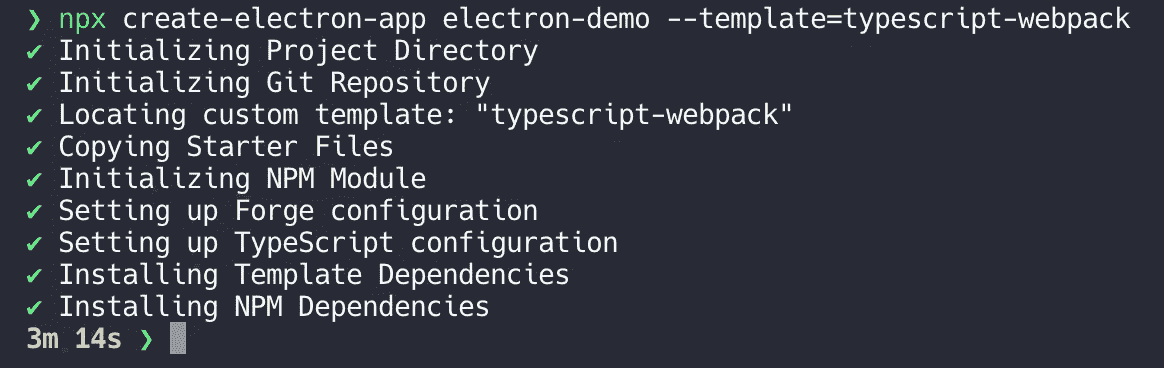 ❯ npx create-electron-app electron-demo --template=typescript-webpack
✔ Initializing Project Directory
✔ Initializing Git Repository
✔ Locating custom template: "typescript-webpack"
✔ Copying Starter Files
✔ Initializing NPM Module
✔ Setting up Forge configuration
✔ Setting up TypeScript configuration
✔ Installing Template Dependencies
✔ Installing NPM Dependencies
3m 14s ❯